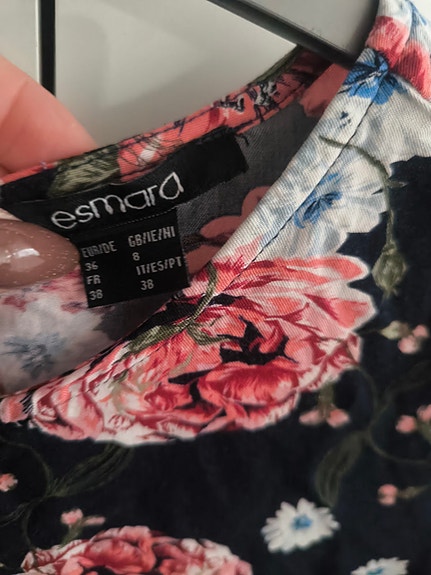 esmara
EUR/DE GB/IE/NI
36 8
FR IT/ES/PT
38 38